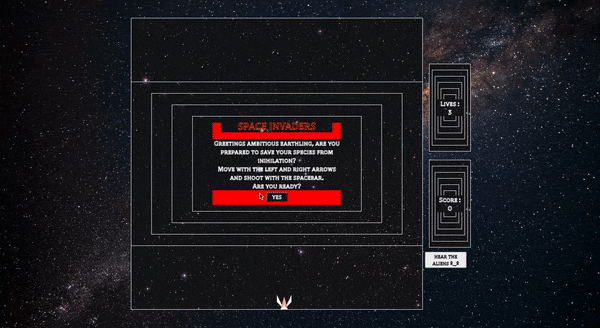 SPACE INVADERS
GREETINGS AMBITIOUS EARTHLING, ARE YOU
PREPARED TO SAVE YOUR SPECIES FROM
INIHILATION?
MOVE WITH THE LEFT AND RIGHT ARROWS
AND SHOOT WITH THE SPACEBAR.
ARE YOU READY?
YES
LIVES :
3
SCORE :
0
HEAR THE